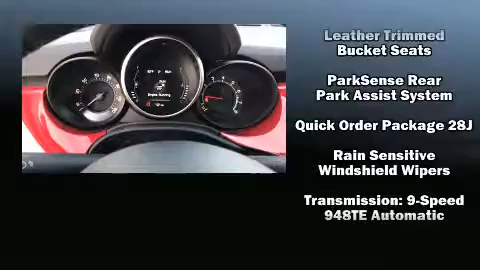 Leather Trimmed
Bucket Seats
ParkSense Rear
Park Assist System
Quick Order Package 28J
Rain Sensitive
Windshield Wipers
Transmission: 9-Speed
948TE Automatic